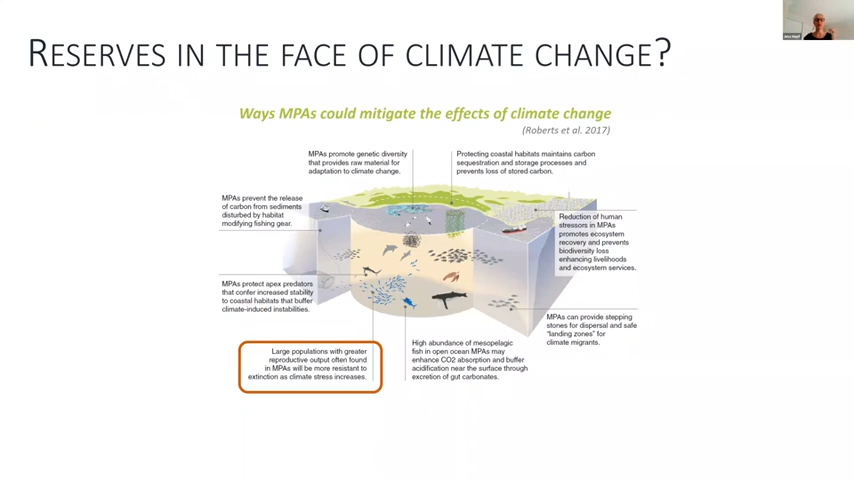 RESERVES IN THE FACE OF CLIMATE CHANGE?
Ways MPAs could mitigate the effects of climate change
(Roberts et al. 2017)
MPAs promote genetic diversity
that provides raw material for
adaptation to climate change.
Protecting coastal habitats maintains carbon
sequestration and storage processes and
prevents loss of stored carbon.
MPAs prevent the release
of carbon from sediments
disturbed by habitat
modifying fishing gear.
Reduction of human
stressors in MPAs
promotes ecosystem
recovery and prevents
biodiversity loss
enhancing livelihoods
and ecosystem services.
MPAs protect apex predators
that confer increased stability
to coastal habitats that buffer
climate-induced instabilities.
MPAs can provide stepping
stones for dispersal and safe
"landing zones" for
climate migrants.
Large populations with greater
reproductive output often found
in MPAs will be more resistant to
extinction as climate stress increases.
High abundance of mesopelagic
fish in open ocean MPAs may
enhance CO2 absorption and buffer
acidification near the surface through
excretion of gut carbonates.